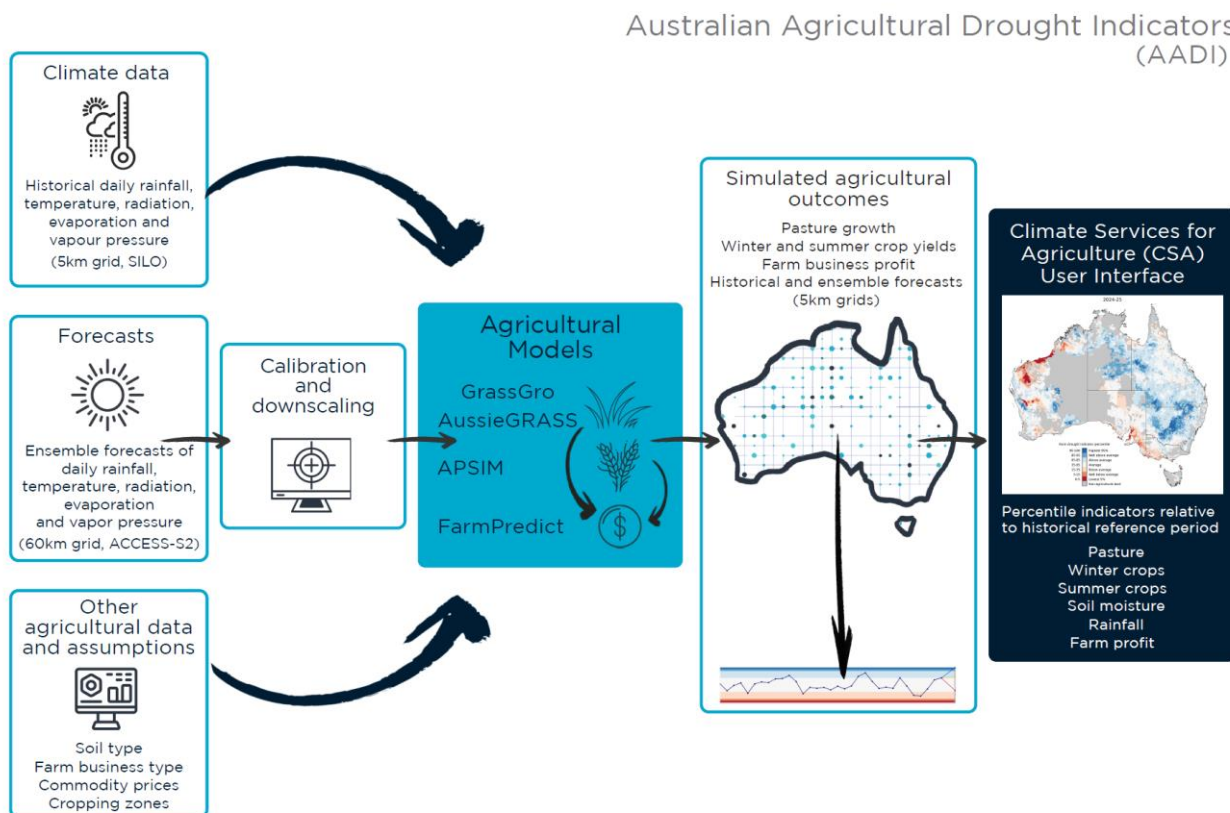 Australian Agricultural Drought Indicators
(AADI)
Climate data
Historical daily rainfall,
temperature, radiation,
evaporation and
vapour pressure
(5km grid, SILO)
Forecasts
Ensemble forecasts of
daily rainfall,
temperature, radiation,
evaporation
and vapor pressure
(60km grid, ACCESS-S2)
Other
agricultural data
and assumptions
Soil type
Farm business type
Commodity prices
Cropping zones
Calibration
and
downscaling
Agricultural
Models
GrassGro
AussieGRASS
APSIM
FarmPredict
$
Simulated agricultural
outcomes
Pasture growth
Winter and summer crop yields
Farm business profit
Historical and ensemble forecasts
(5km grids)
Climate Services for
Agriculture (CSA)
User Interface
2024-25
Percentile indicators relative
to historical reference period
Pasture
Winter crops
Summer crops
Soil moisture
Rainfall
Farm profit